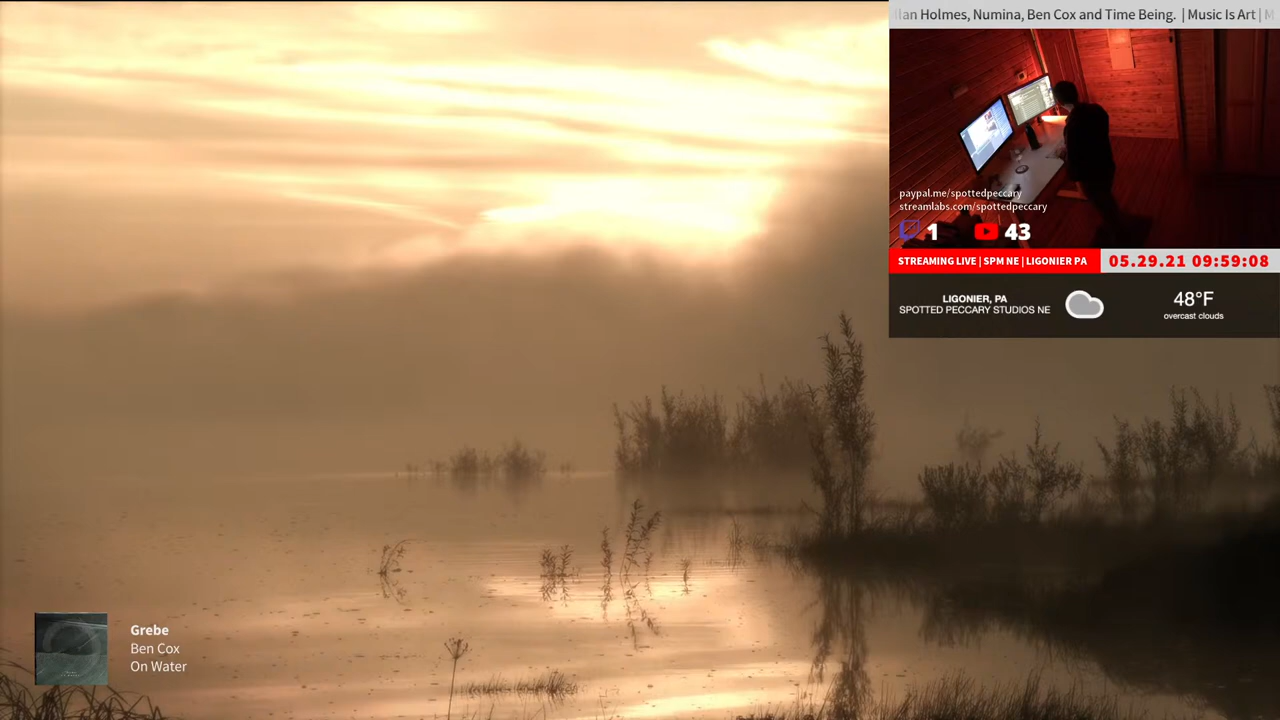 Holmes, Numina, Ben Cox and Time Being. | Music Is Art |
paypal.me/spottedpeccary
streamlabs.com/spottedpeccary
1 43
STREAMING LIVE | SPM NE | LIGONIER PA
05.29.21 09:59:08
LIGONIER, PA
SPOTTED PECCARY STUDIOS NE
48°F
overcast clouds
Grebe
Ben Cox
On Water